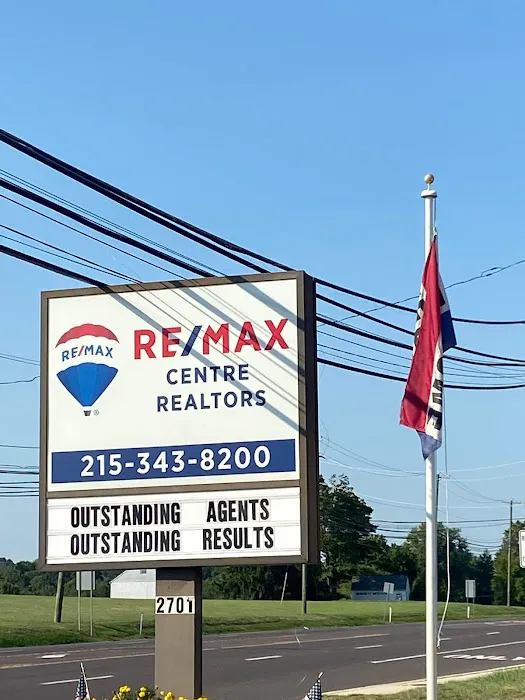 RE/MAX
RE/MAX
CENTRE
REALTORS
215-343-8200
OUTSTANDING AGENTS
OUTSTANDING RESULTS
2701